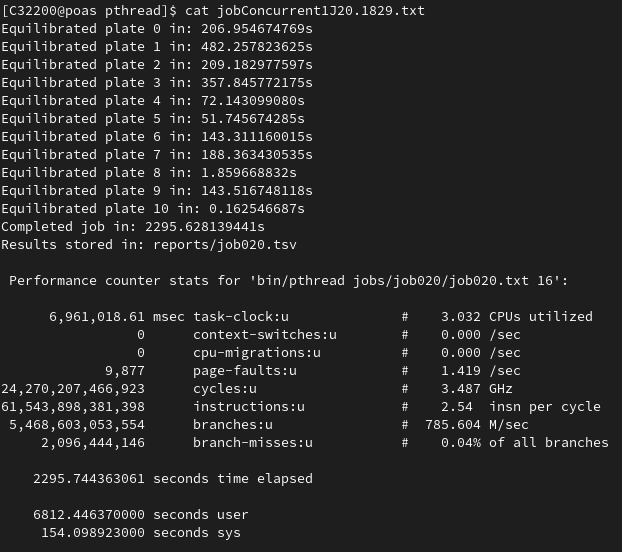 [C32200@poas pthread]$ cat jobConcurrent1J20.1829.txt
Equilibrated plate 0 in: 206.954674769s
Equilibrated plate 1 in: 482.257823625s
Equilibrated plate 2 in: 209.182977597s
Equilibrated plate 3 in: 357.845772175s
Equilibrated plate 4 in: 72.143099080s
Equilibrated plate 5 in: 51.745674285s
Equilibrated plate 6 in: 143.311160015s
Equilibrated plate 7 in: 188.363430535s
Equilibrated plate 8 in: 1.859668832s
Equilibrated plate 9 in: 143.516748118s
Equilibrated plate 10 in: 0.162546687s
Completed job in: 2295.628139441s
Results stored in: reports/job020.tsv
Performance counter stats for 'bin/pthread jobs/job020/job020.txt 16':
6,961,018.61 msec task-clock:u # 3.032 CPUs utilized
0 context-switches:u # 0.000 /sec
0 cpu-migrations:u # 0.000 /sec
9,877 page-faults:u # 1.419 /sec
24,270,207,466,923 cycles:u # 3.487 GHz
61,543,898,381,398 instructions:u # 2.54 insn per cycle
5,468,603,053,554 branches:u # 785.604 M/sec
2,096,444,146 branch-misses:u # 0.04% of all branches
2295.744363061 seconds time elapsed
6812.446370000 seconds user
154.098923000 seconds sys